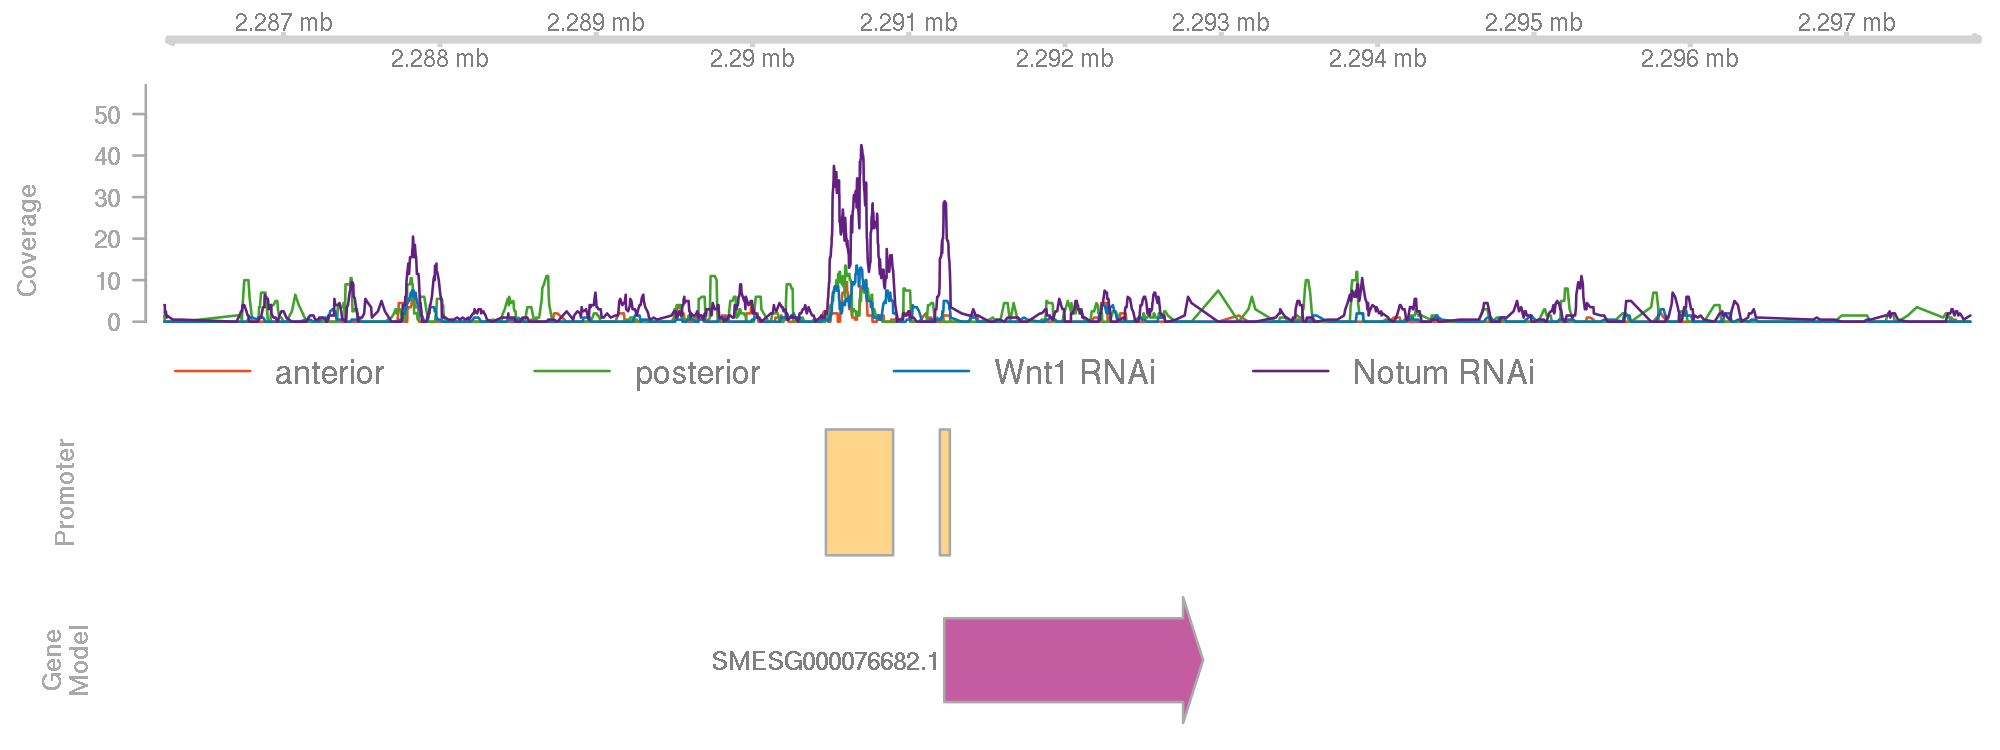 2.287 mb 2.289 mb 2.291 mb 2.293 mb 2.295 mb 2.297 mb
2.288 mb 2.29 mb 2.292 mb 2.294 mb 2.296 mb
Coverage
50
40
30
20
10
0
anterior posterior Wnt1 RNAi Notum RNAi
Promoter
Gene
Model
SMESG000076682.1